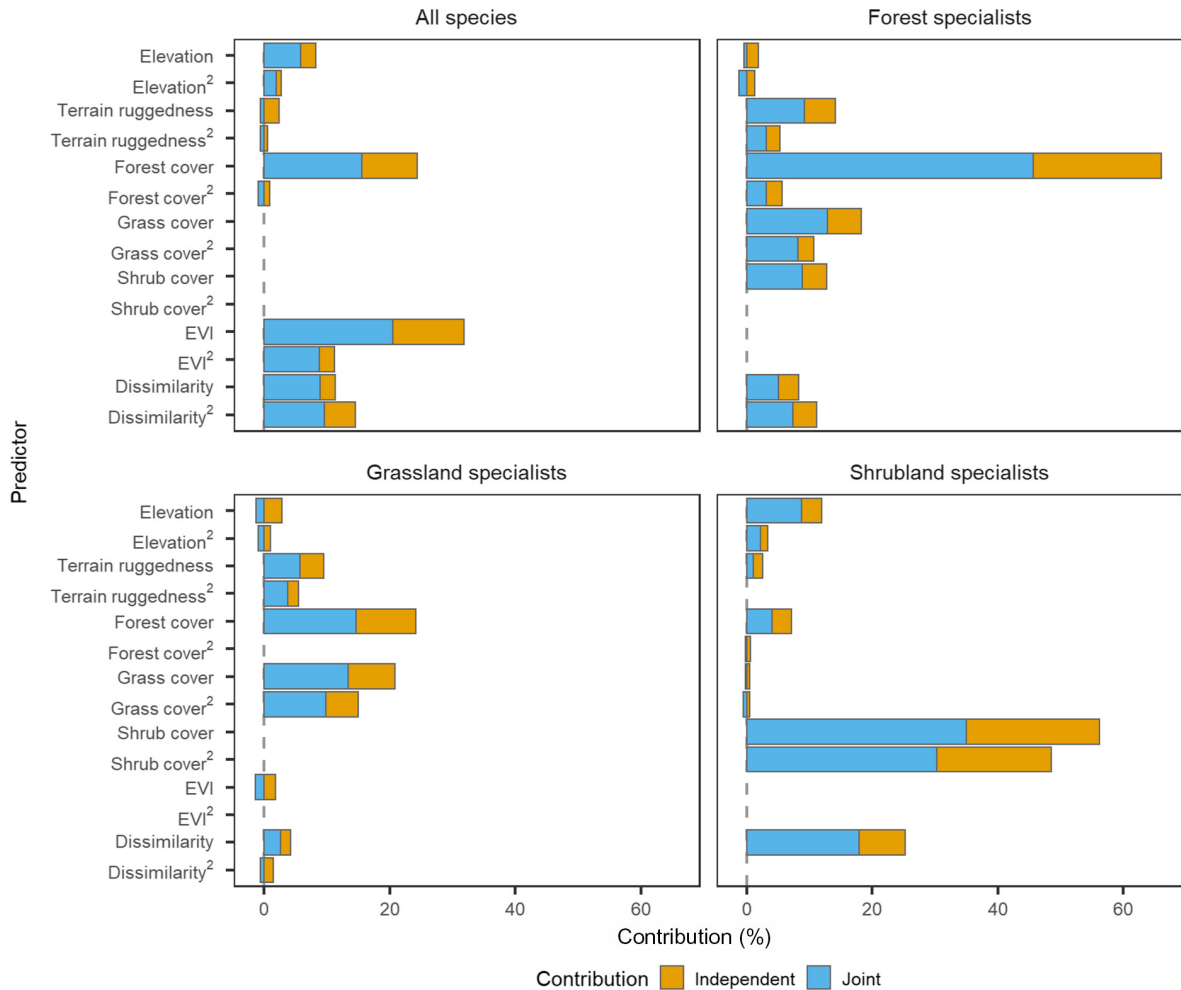 All species
Forest specialists
Elevation
Elevation²
Terrain ruggedness
Terrain ruggedness²
Forest cover
Forest cover²
Grass cover
Grass cover²
Shrub cover
Shrub cover²
EVI
EVI²
Dissimilarity
Dissimilarity²
Predictor
Grassland specialists
Shrubland specialists
Elevation
Elevation²
Terrain ruggedness
Terrain ruggedness²
Forest cover
Forest cover²
Grass cover
Grass cover²
Shrub cover
Shrub cover²
EVI
EVI²
Dissimilarity
Dissimilarity²
0 20 40 60 0 20 40 60
Contribution (%)
Contribution Independent Joint